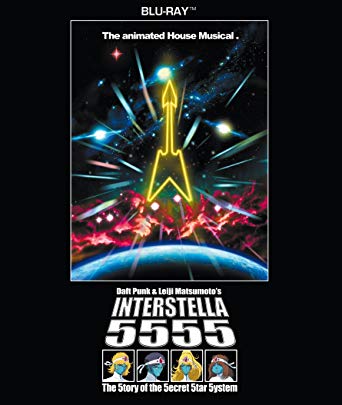 BLU-RAY™
The animated House Musical.
Daft Punk & Leiji Matsumoto's
INTERSTELLA
5555
The 5tory of the 5ecret 5tar 5ystem